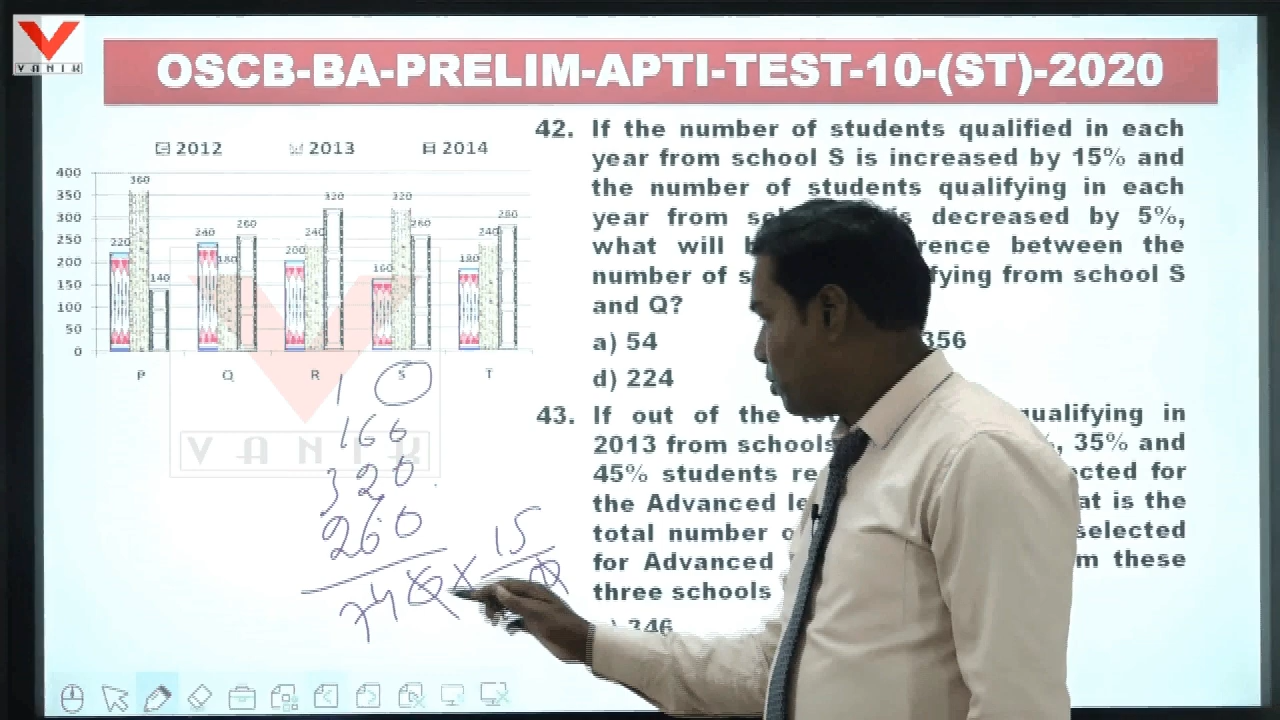 VANIK
OSCB-BA-PRELIM-APTI-TEST-10-(ST)-2020
2012 2013 2014
400
350
300
250
200
150
100
50
0
220 360 140
240 180 260
200 240 320
160 320 260
180 240 280
P Q R S T
VANIK
1
160
320
260
740 × 15
42. If the number of students qualified in each
year from school S is increased by 15% and
the number of students qualifying in each
year from is decreased by 5%,
what will between the
number of from school S
and Q?
a) 54 356
d) 224
43. If out of the qualifying in
2013 from schools 35% and
45% students for
the Advanced is the
total number selected
for Advanced these
three schools
346